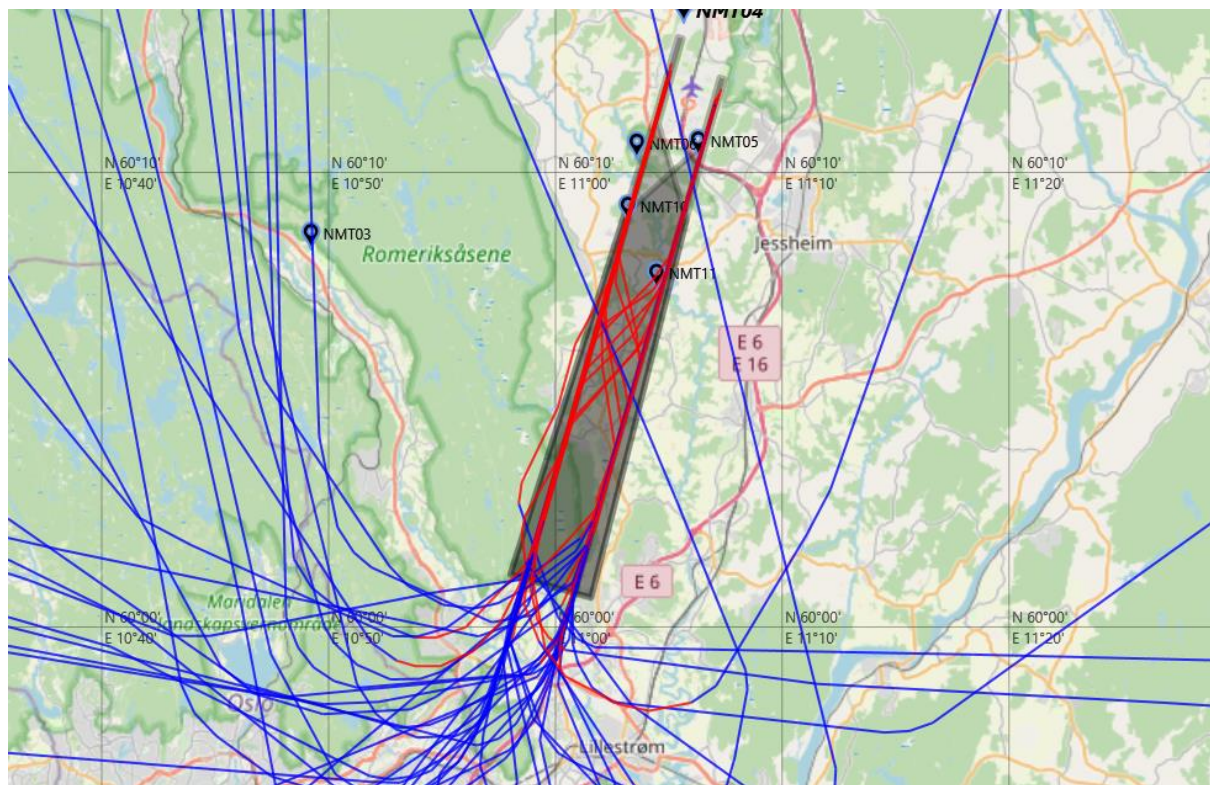 NMT04
NMT06
NMT05
N 60°10'
E 10°40'
N 60°10'
E 10°50'
N 60°10'
E 11°00'
N 60°10'
E 11°10'
N 60°10'
E 11°20'
NMT10
NMT03
NMT11
Jessheim
Romeriksåsene
E 6
E 16
E 6
Maridalen
landskapsvernområde
N 60°00'
E 10°40'
N 60°00'
E 10°50'
N 60°00'
E 11°00'
N 60°00'
E 11°10'
N 60°00'
E 11°20'
Oslo
Lillestrøm